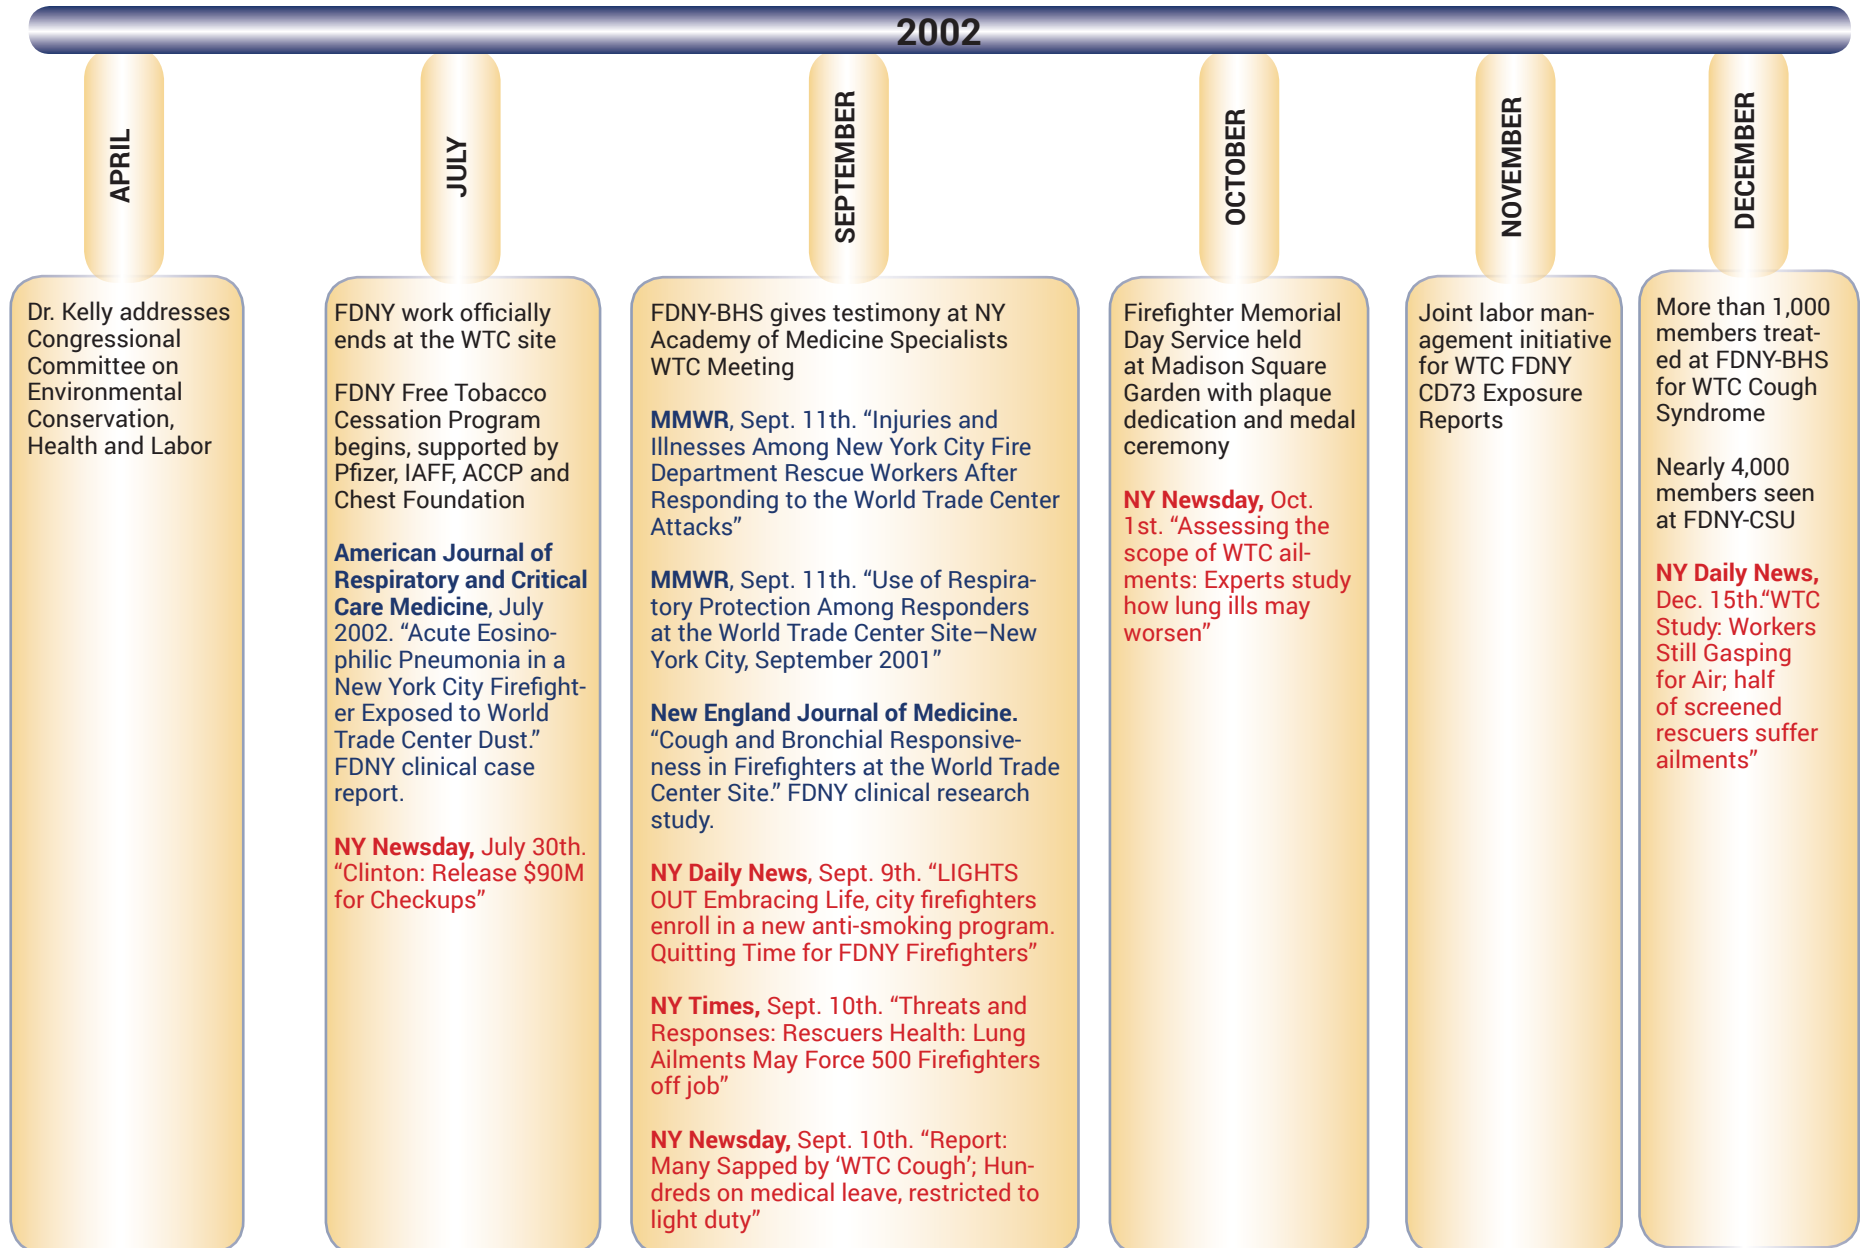 2002
APRIL
Dr. Kelly addresses
Congressional
Committee on
Environmental
Conservation,
Health and Labor
JULY
FDNY work officially
ends at the WTC site
FDNY Free Tobacco
Cessation Program
begins, supported by
Pfizer, IAFF, ACCP and
Chest Foundation
American Journal of
Respiratory and Critical
Care Medicine, July
2002. “Acute Eosino-
philic Pneumonia in a
New York City Firefight-
er Exposed to World
Trade Center Dust.”
FDNY clinical case
report.
NY Newsday, July 30th.
“Clinton: Release $90M
for Checkups”
SEPTEMBER
FDNY-BHS gives testimony at NY
Academy of Medicine Specialists
WTC Meeting
MMWR, Sept. 11th. “Injuries and
Illnesses Among New York City Fire
Department Rescue Workers After
Responding to the World Trade Center
Attacks”
MMWR, Sept. 11th. “Use of Respira-
tory Protection Among Responders
at the World Trade Center Site–New
York City, September 2001”
New England Journal of Medicine.
“Cough and Bronchial Responsive-
ness in Firefighters at the World Trade
Center Site.” FDNY clinical research
study.
NY Daily News, Sept. 9th. “LIGHTS
OUT Embracing Life, city firefighters
enroll in a new anti-smoking program.
Quitting Time for FDNY Firefighters”
NY Times, Sept. 10th. “Threats and
Responses: Rescuers Health: Lung
Ailments May Force 500 Firefighters
off job”
NY Newsday, Sept. 10th. “Report:
Many Sapped by ‘WTC Cough’; Hun-
dreds on medical leave, restricted to
light duty”
OCTOBER
Firefighter Memorial
Day Service held
at Madison Square
Garden with plaque
dedication and medal
ceremony
NY Newsday, Oct.
1st. “Assessing the
scope of WTC ail-
ments: Experts study
how lung ills may
worsen”
NOVEMBER
Joint labor man-
agement initiative
for WTC FDNY
CD73 Exposure
Reports
DECEMBER
More than 1,000
members treat-
ed at FDNY-BHS
for WTC Cough
Syndrome
Nearly 4,000
members seen
at FDNY-CSU
NY Daily News,
Dec. 15th.“WTC
Study: Workers
Still Gasping
for Air; half
of screened
rescuers suffer
ailments”